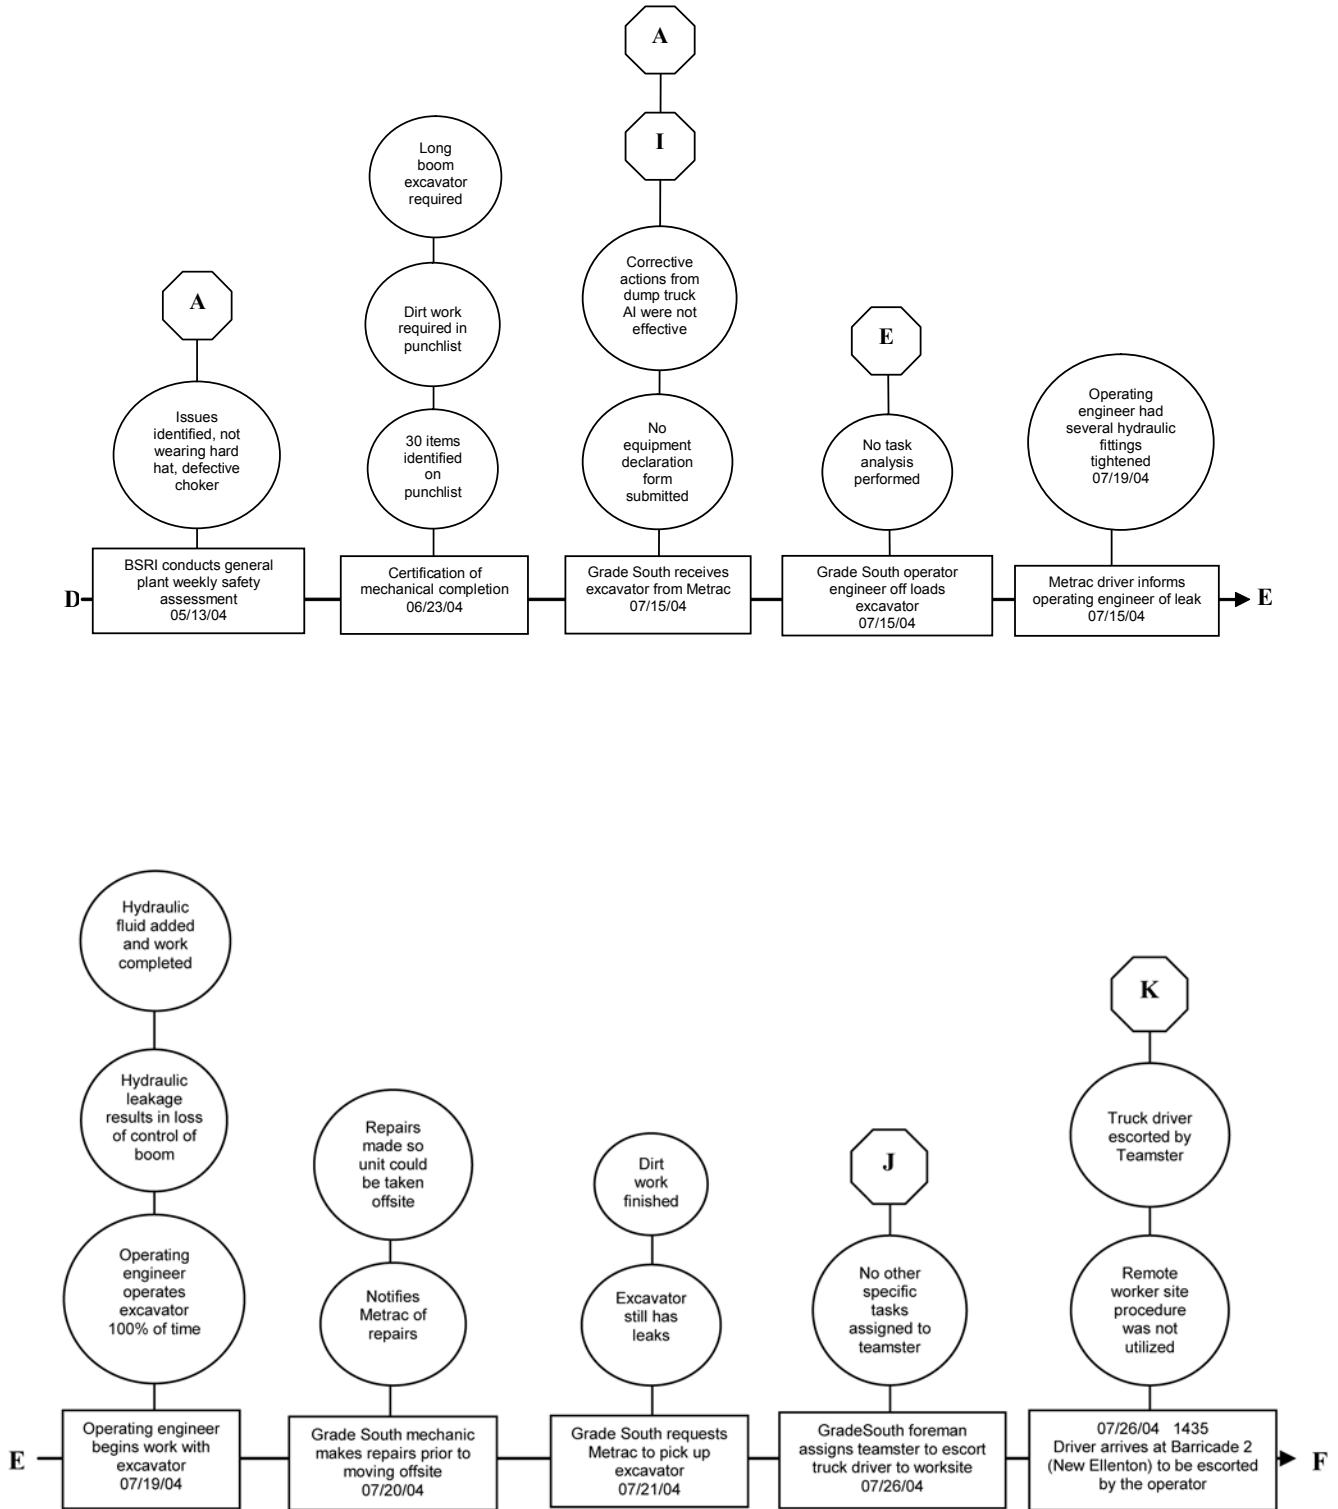 A
Issues
identified, not
wearing hard
hat, defective
choker
D
BSRI conducts general
plant weekly safety
assessment
05/13/04
Long
boom
excavator
required
Dirt work
required in
punchlist
30 items
identified
on
punchlist
Certification of
mechanical completion
06/23/04
A
I
Corrective
actions from
dump truck
AI were not
effective
No
equipment
declaration
form
submitted
Grade South receives
excavator from Metrac
07/15/04
E
No task
analysis
performed
Grade South operator
engineer off loads
excavator
07/15/04
Operating
engineer had
several hydraulic
fittings
tightened
07/19/04
Metrac driver informs
operating engineer of leak
07/15/04
E
Hydraulic
fluid added
and work
completed
Hydraulic
leakage
results in loss
of control of
boom
Operating
engineer
operates
excavator
100% of time
E
Operating engineer
begins work with
excavator
07/19/04
Repairs
made so
unit could
be taken
offsite
Notifies
Metrac of
repairs
Grade South mechanic
makes repairs prior to
moving offsite
07/20/04
Dirt
work
finished
Excavator
still has
leaks
Grade South requests
Metrac to pick up
excavator
07/21/04
J
No other
specific
tasks
assigned to
teamster
GradeSouth foreman
assigns teamster to escort
truck driver to worksite
07/26/04
K
Truck driver
escorted by
Teamster
Remote
worker site
procedure
was not
utilized
07/26/04 1435
Driver arrives at Barricade 2
(New Ellenton) to be escorted
by the operator
F